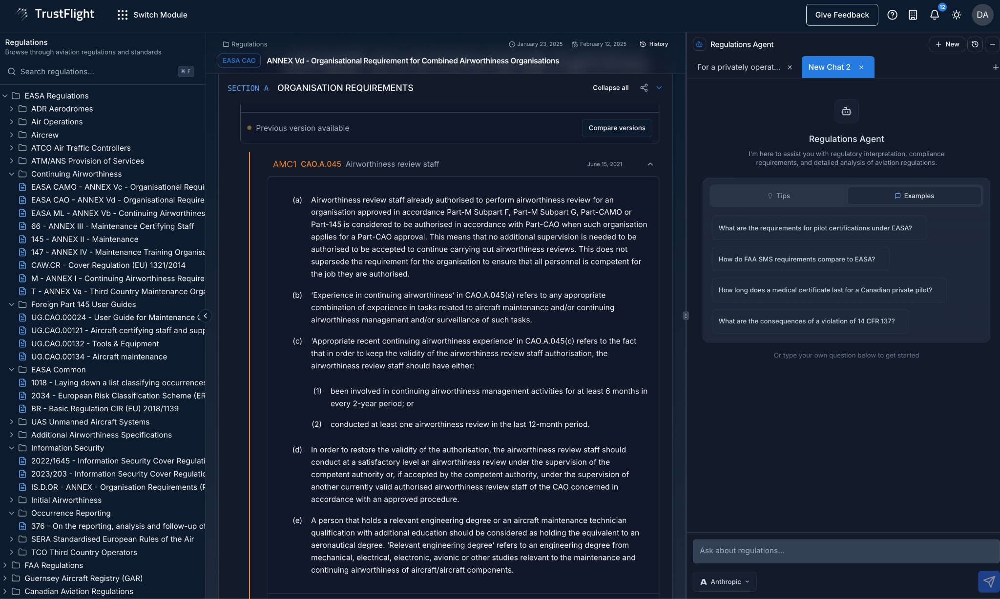 TrustFlight
Switch Module
Give Feedback
12
DA
Regulations
Browse through aviation regulations and standards
Search regulations...
⌘ F
EASA Regulations
ADR Aerodromes
Air Operations
Aircrew
ATCO Air Traffic Controllers
ATM/ANS Provision of Services
Continuing Airworthiness
EASA CAMO - ANNEX Vc - Organisational Requi
EASA CAO - ANNEX Vd - Organisational Require
EASA ML - ANNEX Vb - Continuing Airworthines
66 - ANNEX III - Maintenance Certifying Staff
145 - ANNEX II - Maintenance
147 - ANNEX IV - Maintenance Training Organisa
CAW.CR - Cover Regulation (EU) 1321/2014
M - ANNEX I - Continuing Airworthiness Require
T - ANNEX Va - Third Country Maintenance Orga
Foreign Part 145 User Guides
UG.CAO.00024 - User Guide for Maintenance
UG.CAO.00121 - Aircraft certifying staff and supp
UG.CAO.00132 - Tools & Equipment
UG.CAO.00134 - Aircraft maintenance
EASA Common
1018 - Laying down a list classifying occurrences
2034 - European Risk Classification Scheme (ER
BR - Basic Regulation CIR (EU) 2018/1139
UAS Unmanned Aircraft Systems
Additional Airworthiness Specifications
Information Security
2022/1645 - Information Security Cover Regulati
2023/203 - Information Security Cover Regulatio
IS.D.OR - ANNEX - Organisation Requirements (P
Initial Airworthiness
Occurrence Reporting
376 - On the reporting, analysis and follow-up of
SERA Standardised European Rules of the Air
TCO Third Country Operators
FAA Regulations
Guernsey Aircraft Registry (GAR)
Canadian Aviation Regulations
Regulations
January 23, 2025
February 12, 2025
History
EASA CAO
ANNEX Vd - Organisational Requirement for Combined Airworthiness Organisations
SECTION A ORGANISATION REQUIREMENTS
Collapse all
Previous version available
Compare versions
AMC1 CAO.A.045 Airworthiness review staff
June 15, 2021
(a) Airworthiness review staff already authorised to perform airworthiness review for an
organisation approved in accordance Part-M Subpart F, Part-M Subpart G, Part-CAMO or
Part-145 is considered to be authorised in accordance with Part-CAO when such organisation
applies for a Part-CAO approval. This means that no additional supervision is needed to be
authorised to be accepted to continue carrying out airworthiness reviews. This does not
supersede the requirement for the organisation to ensure that all personnel is competent for
the job they are authorised.
(b) ‘Experience in continuing airworthiness’ in CAO.A.045(a) refers to any appropriate
combination of experience in tasks related to aircraft maintenance and/or continuing
airworthiness management and/or surveillance of such tasks.
(c) ‘Appropriate recent continuing airworthiness experience’ in CAO.A.045(c) refers to the fact
that in order to keep the validity of the airworthiness review staff authorisation, the
airworthiness review staff should have either:
(1) been involved in continuing airworthiness management activities for at least 6 months in
every 2-year period; or
(2) conducted at least one airworthiness review in the last 12-month period.
(d) In order to restore the validity of the authorisation, the airworthiness review staff should
conduct at a satisfactory level an airworthiness review under the supervision of the
competent authority or, if accepted by the competent authority, under the supervision of
another currently valid authorised airworthiness review staff of the CAO concerned in
accordance with an approved procedure.
(e) A person that holds a relevant engineering degree or an aircraft maintenance technician
qualification with additional education should be considered as holding the equivalent to an
aeronautical degree. ‘Relevant engineering degree’ refers to an engineering degree from
mechanical, electrical, electronic, avionic or other studies relevant to the maintenance and
continuing airworthiness of aircraft/aircraft components.
Regulations Agent
New
For a privately operat...
New Chat 2
Regulations Agent
I'm here to assist you with regulatory interpretation, compliance
requirements, and detailed analysis of aviation regulations.
Tips
Examples
What are the requirements for pilot certifications under EASA?
How do FAA SMS requirements compare to EASA?
How long does a medical certificate last for a Canadian private pilot?
What are the consequences of a violation of 14 CFR 137?
Or type your own question below to get started
Ask about regulations...
Anthropic